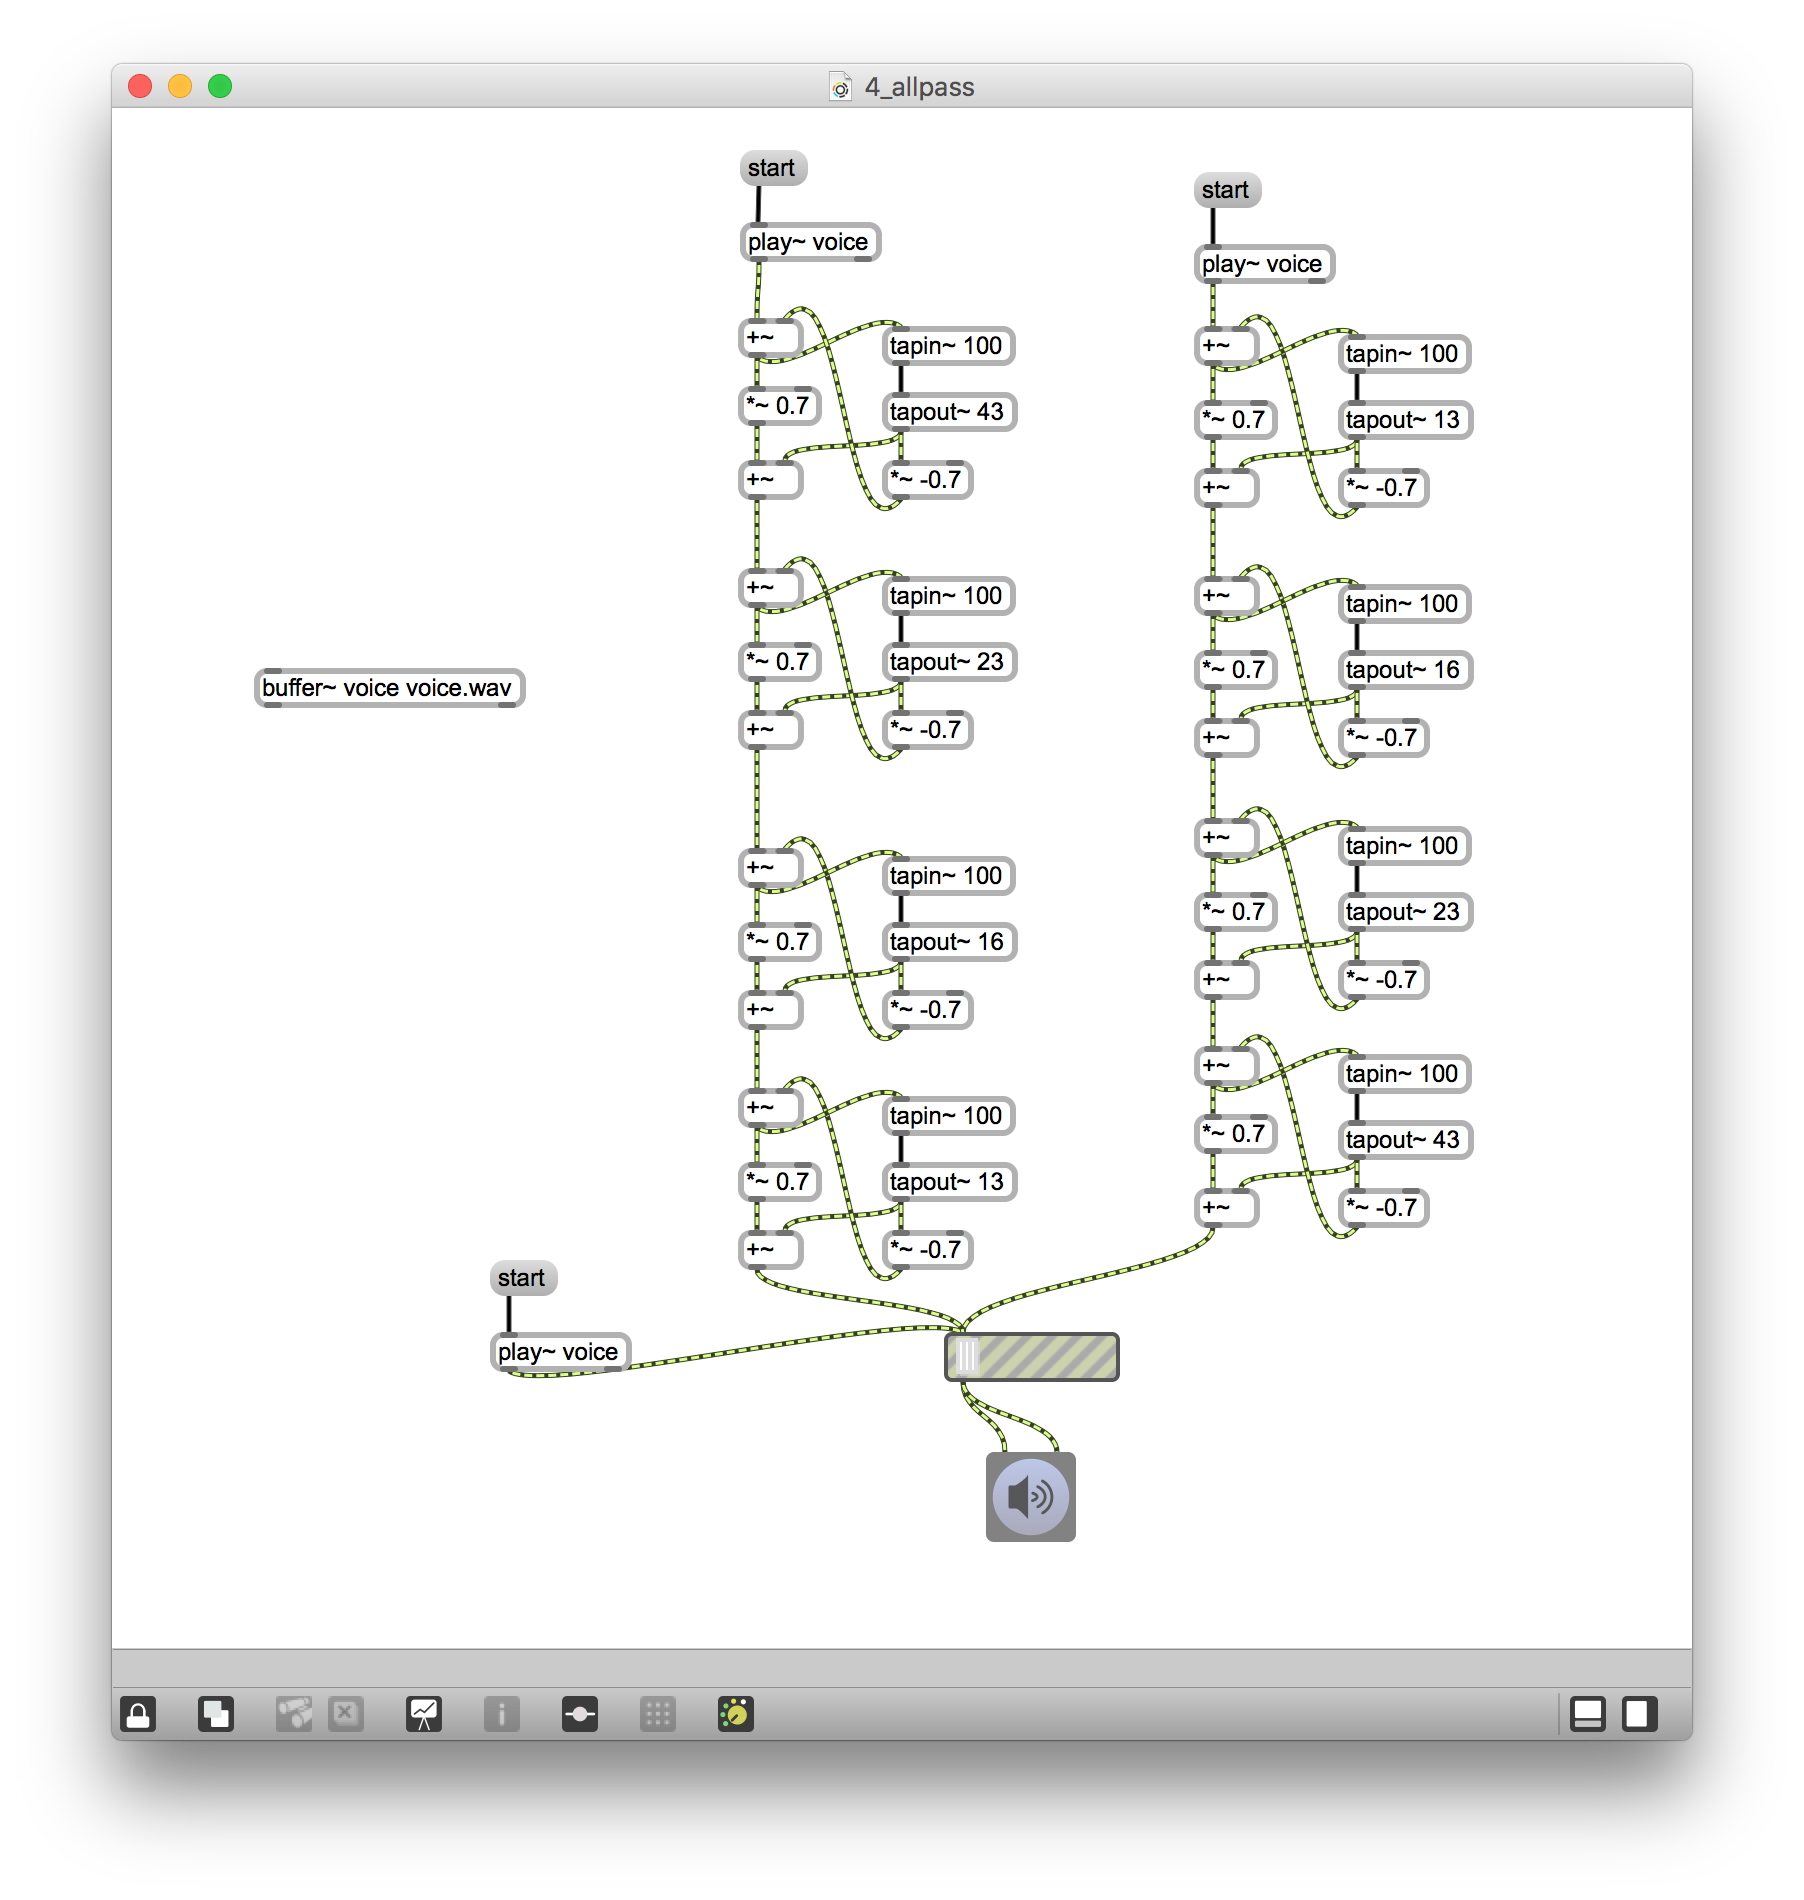 4_allpass
start
play~ voice
+~
tapin~ 100
*~ 0.7
tapout~ 43
+~
*~ -0.7
+~
tapin~ 100
*~ 0.7
tapout~ 23
+~
*~ -0.7
+~
tapin~ 100
*~ 0.7
tapout~ 16
+~
*~ -0.7
+~
tapin~ 100
*~ 0.7
tapout~ 13
+~
*~ -0.7
start
play~ voice
+~
tapin~ 100
*~ 0.7
tapout~ 13
+~
*~ -0.7
+~
tapin~ 100
*~ 0.7
tapout~ 16
+~
*~ -0.7
+~
tapin~ 100
*~ 0.7
tapout~ 23
+~
*~ -0.7
+~
tapin~ 100
*~ 0.7
tapout~ 43
+~
*~ -0.7
buffer~ voice voice.wav
start
play~ voice